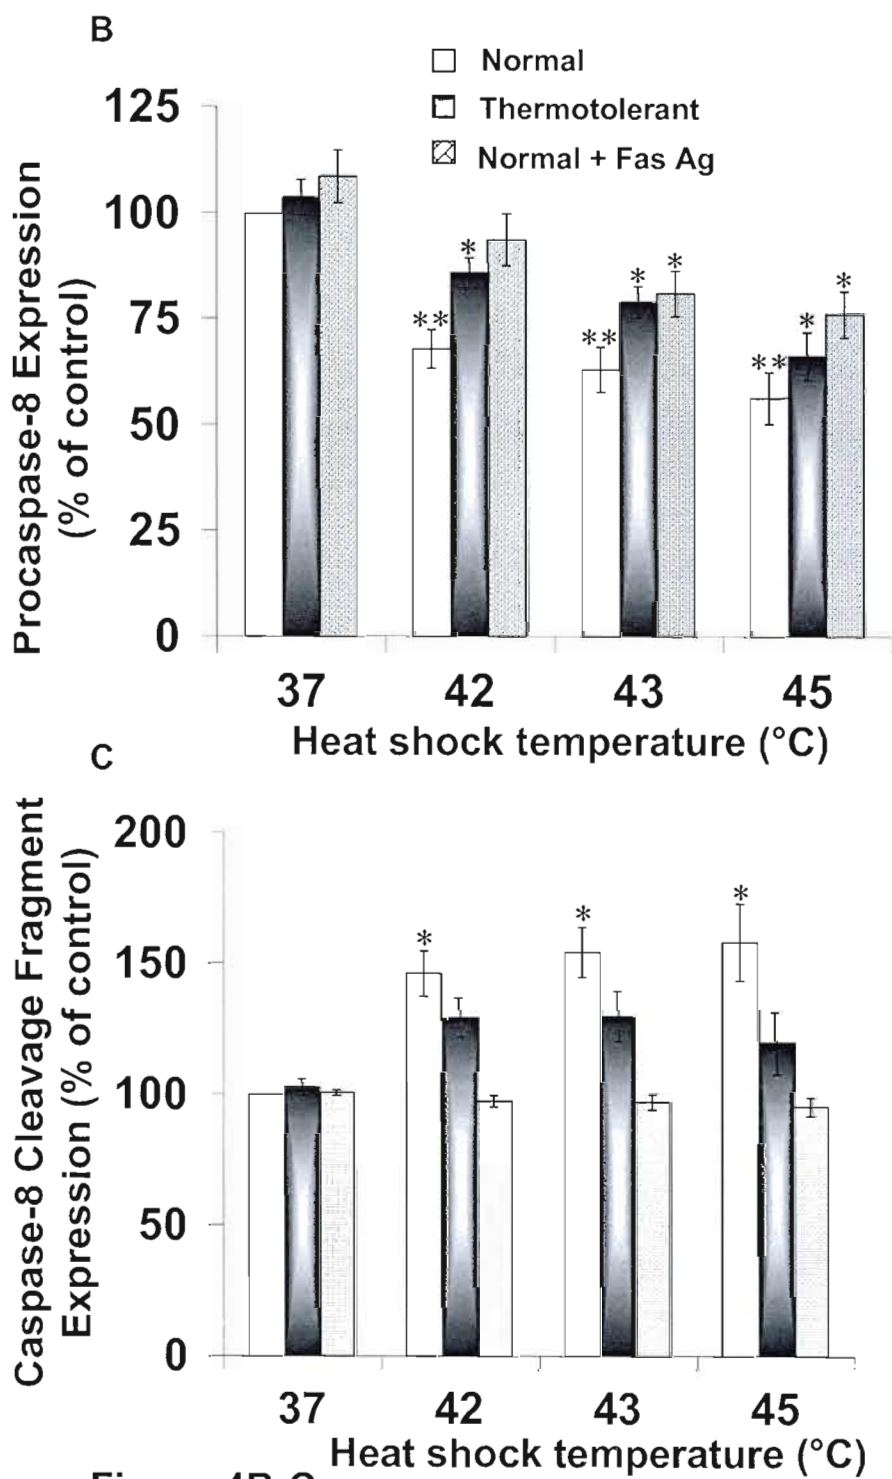 B
Normal
Thermotolerant
Normal + Fas Ag
125
100
75
50
25
0
Procaspase-8 Expression
(% of control)
**
*
**
*
*
**
*
*
37 42 43 45
Heat shock temperature (°C)
C
200
150
100
50
0
Caspase-8 Cleavage Fragment
Expression (% of control)
*
*
*
37 42 43 45
Heat shock temperature (°C)